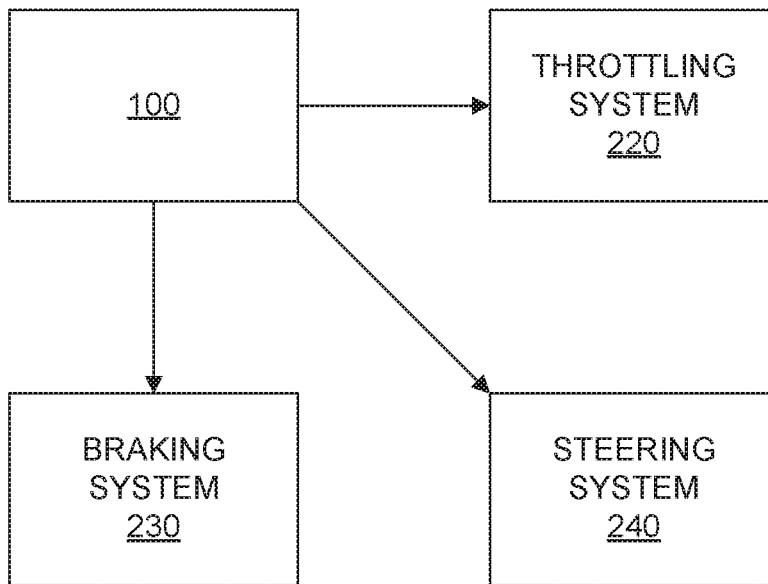 100
THROTTLING
SYSTEM
220
BRAKING
SYSTEM
230
STEERING
SYSTEM
240